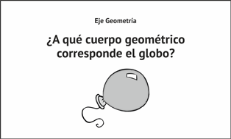 Eje Geometría
¿A qué cuerpo geométrico
corresponde el globo?